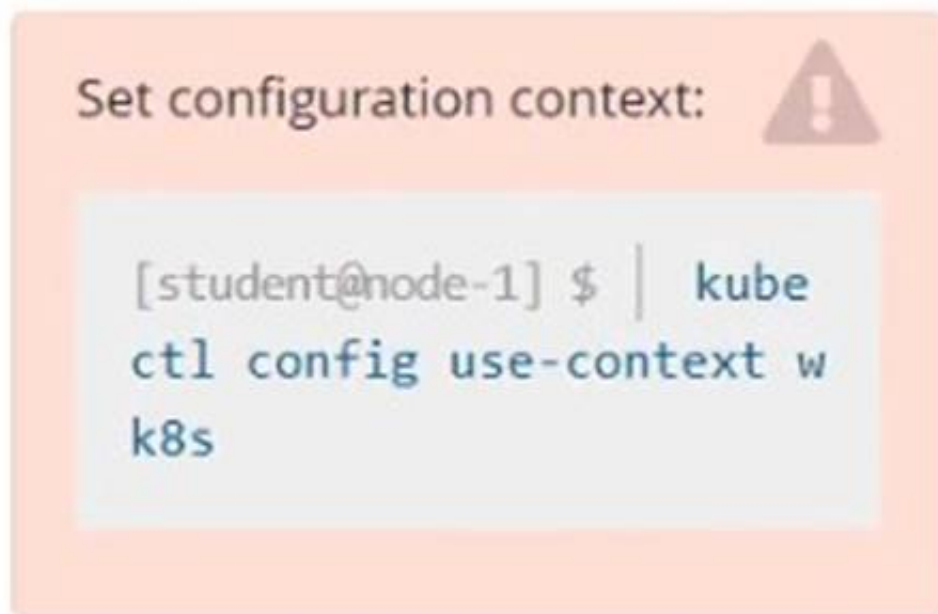 Set configuration context:
[student@node-1] $ | kube
ctl config use-context w
k8s